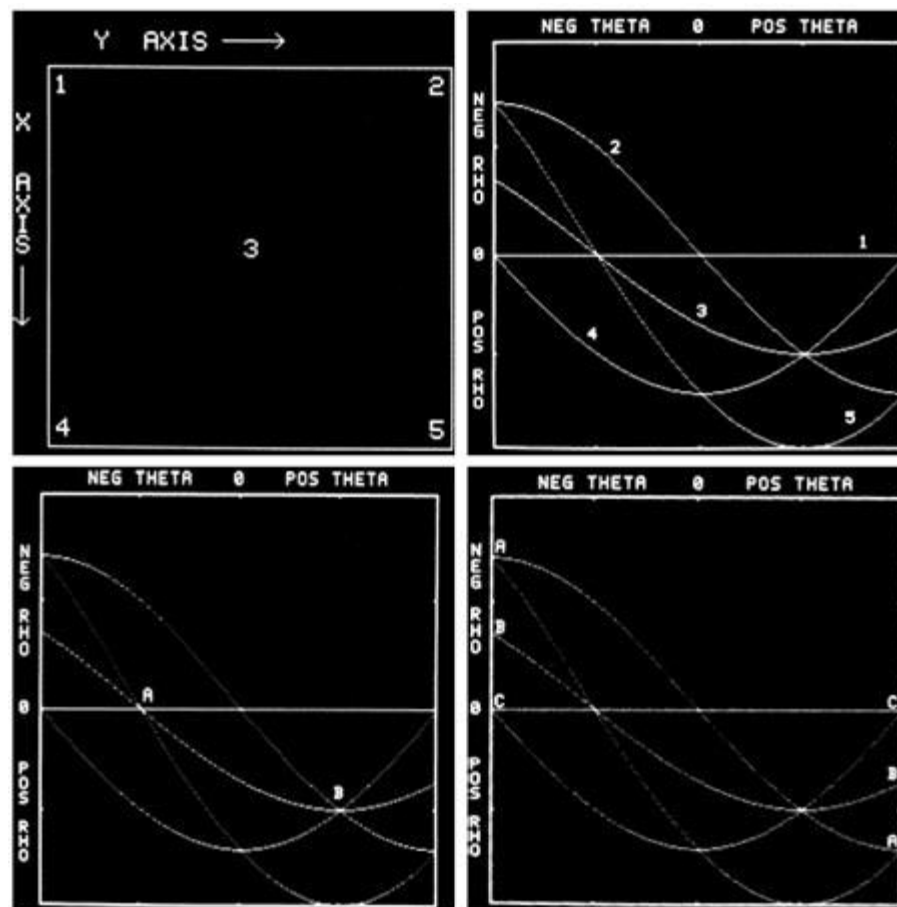 Y AXIS
1 2
X AXIS
3
4 5
NEG THETA 0 POS THETA
NEG RHO 0 POS RHO
2
1
3
4
5
NEG THETA 0 POS THETA
NEG RHO 0 POS RHO
A
B
NEG THETA 0 POS THETA
NEG RHO 0 POS RHO
A
B
C C
B
A